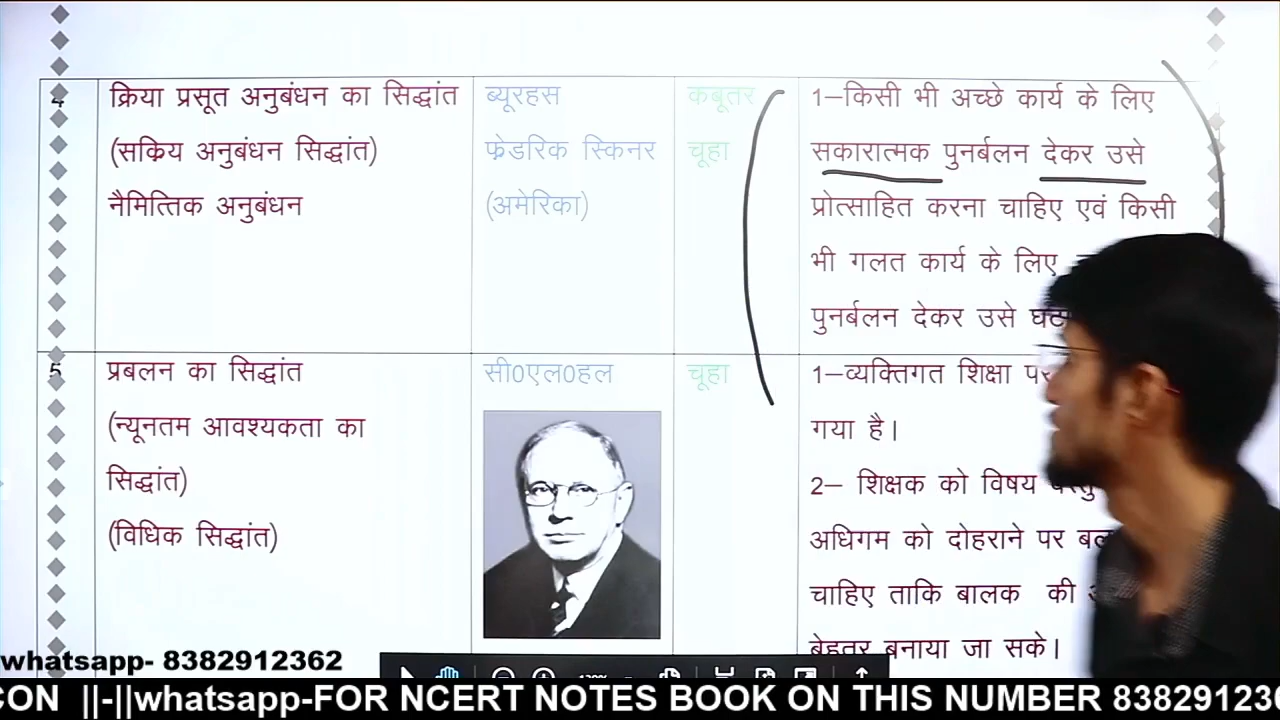 4
क्रिया प्रसूत अनुबंधन का सिद्धांत
(सक्रिय अनुबंधन सिद्धांत)
नैमित्तिक अनुबंधन
ब्यूरहस
फ्रेडरिक स्किनर
(अमेरिका)
कबूतर
चूहा
1–किसी भी अच्छे कार्य के लिए
सकारात्मक पुनर्बलन देकर उसे
प्रोत्साहित करना चाहिए एवं किसी
भी गलत कार्य के लिए
पुनर्बलन देकर उसे
5
प्रबलन का सिद्धांत
(न्यूनतम आवश्यकता का
सिद्धांत)
(विधिक सिद्धांत)
सी0एल0हल
चूहा
1–व्यक्तिगत शिक्षा पर
गया है।
2– शिक्षक को विषय
अधिगम को दोहराने पर
चाहिए ताकि बालक की
बेहतर बनाया जा सके।
whatsapp- 8382912362
CON ||-||whatsapp-FOR NCERT NOTES BOOK ON THIS NUMBER 83829123